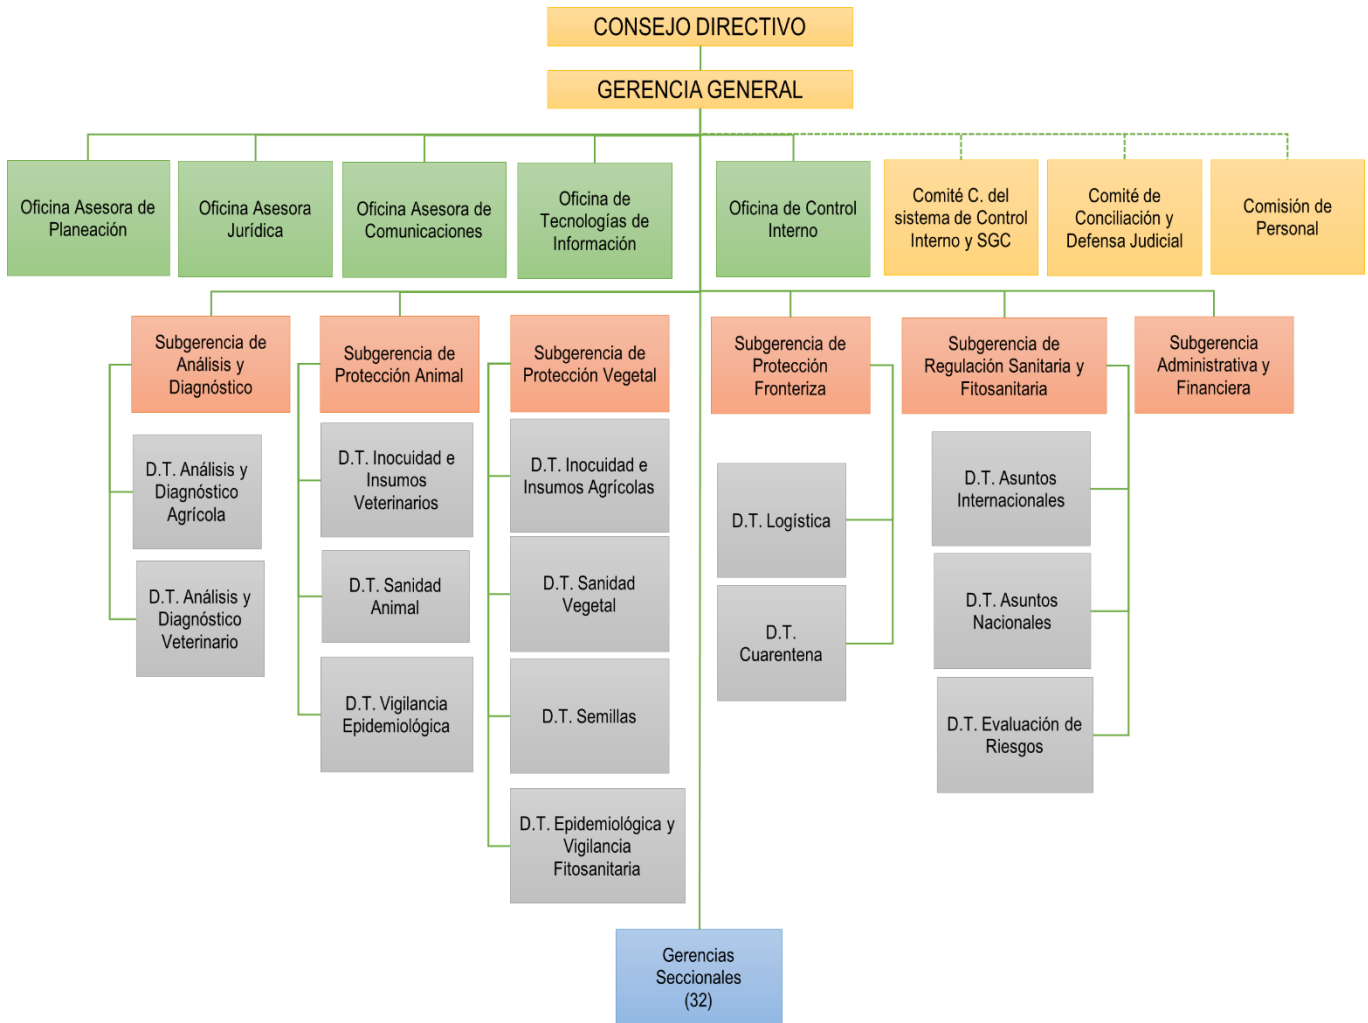 CONSEJO DIRECTIVO
GERENCIA GENERAL
Oficina Asesora de
Planeación
Oficina Asesora
Jurídica
Oficina Asesora de
Comunicaciones
Oficina de
Tecnologías de
Información
Oficina de Control
Interno
Comité C. del
sistema de Control
Interno y SGC
Comité de
Conciliación y
Defensa Judicial
Comisión de
Personal
Subgerencia de
Análisis y
Diagnóstico
Subgerencia de
Protección Animal
Subgerencia de
Protección Vegetal
Subgerencia de
Protección
Fronteriza
Subgerencia de
Regulación Sanitaria y
Fitosanitaria
Subgerencia
Administrativa y
Financiera
D.T. Análisis y
Diagnóstico
Agrícola
D.T. Análisis y
Diagnóstico
Veterinario
D.T. Inocuidad e
Insumos
Veterinarios
D.T. Sanidad
Animal
D.T. Vigilancia
Epidemiológica
D.T. Inocuidad e
Insumos Agrícolas
D.T. Sanidad
Vegetal
D.T. Semillas
D.T. Epidemiológica y
Vigilancia
Fitosanitaria
D.T. Logística
D.T.
Cuarentena
D.T. Asuntos
Internacionales
D.T. Asuntos
Nacionales
D.T. Evaluación de
Riesgos
Gerencias
Seccionales
(32)